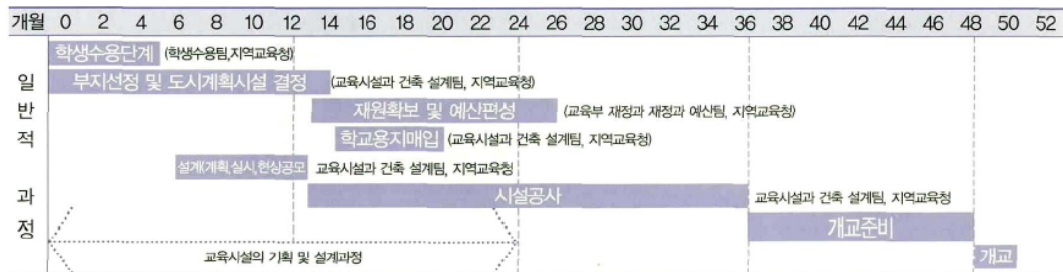 개월 0 2 4 6 8 10 12 14 16 18 20 22 24 26 28 30 32 34 36 38 40 42 44 46 48 50 52
일반적 과정
학생수용단계 (학생수용팀,지역교육청)
부지선정 및 도시계획시설 결정 (교육시설과 건축 설계팀, 지역교육청)
재원확보 및 예산편성 (교육부 재정과 재정과 예산팀, 지역교육청)
학교용지매입 (교육시설과 건축 설계팀, 지역교육청)
설계(계획,실시,현상공모 교육시설과 건축 설계팀, 지역교육청
시설공사 교육시설과 건축 설계팀, 지역교육청
개교준비
교육시설의 기획 및 설계과정 개교